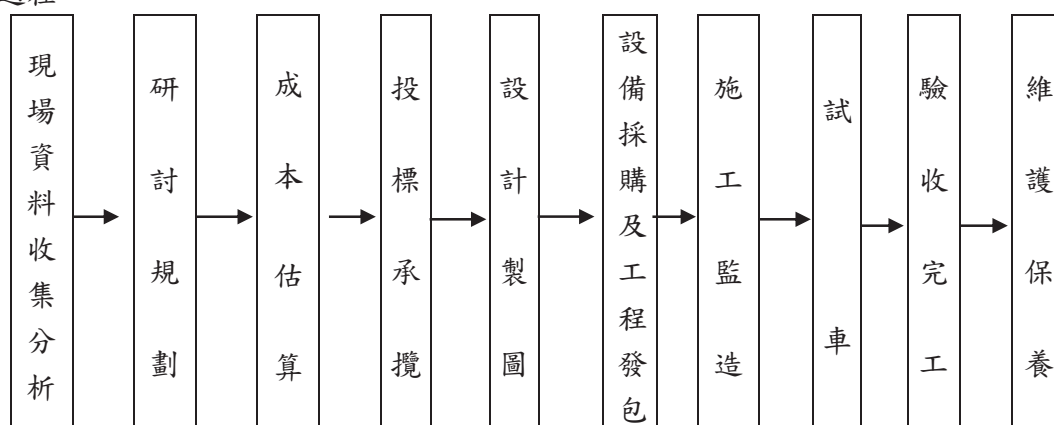 現場資料收集分析
研討規劃
成本估算
投標承攬
設計製圖
設備採購及工程發包
施工監造
試車
驗收完工
維護保養